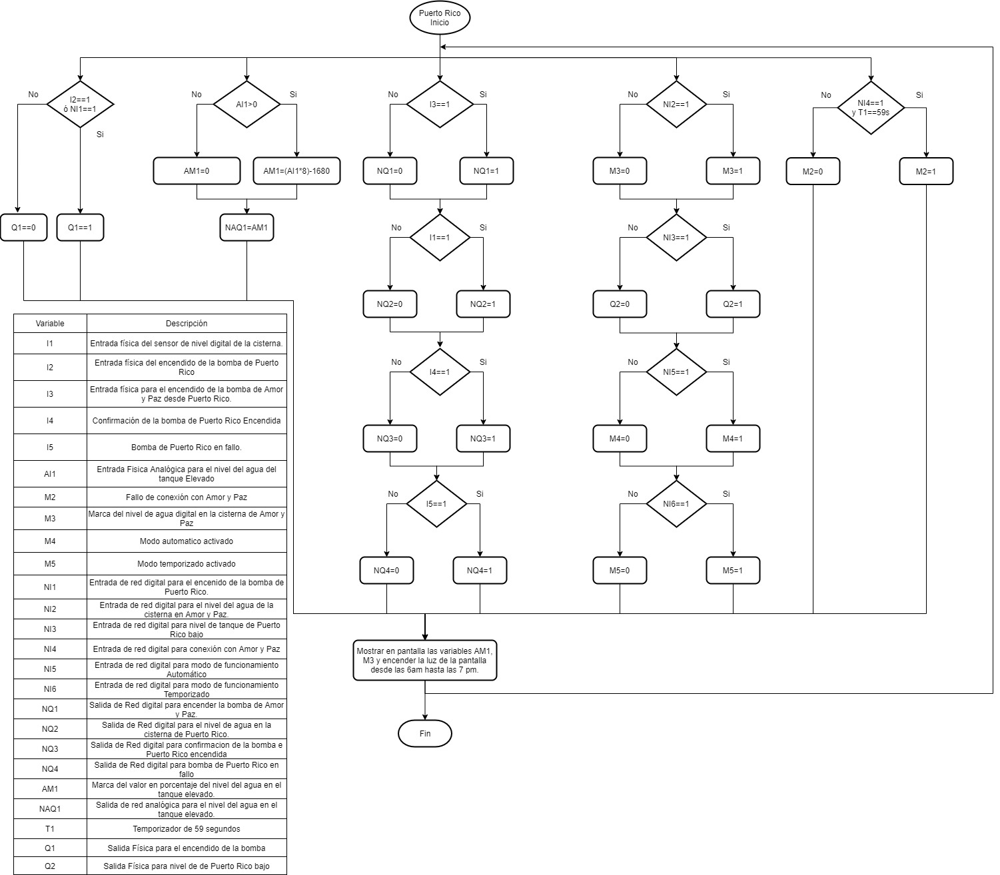 Puerto Rico
Inicio
No
I2==1
ó NI1==1
Si
No
AI1>0
Si
No
I3==1
Si
No
NI2==1
Si
No
NI4==1
y T1==59s
Si
AM1=0
AM1=(AI1*8)-1680
NQ1=0
NQ1=1
M3=0
M3=1
M2=0
M2=1
Q1==0
Q1==1
NAQ1=AM1
No
I1==1
Si
No
NI3==1
Si
NQ2=0
NQ2=1
Q2=0
Q2=1
No
I4==1
Si
No
NI5==1
Si
NQ3=0
NQ3=1
M4=0
M4=1
No
I5==1
Si
No
NI6==1
Si
NQ4=0
NQ4=1
M5=0
M5=1
Mostrar en pantalla las variables AM1,
M3 y encender la luz de la pantalla
desde las 6am hasta las 7 pm.
Fin
Variable
Descripción
I1
Entrada física del sensor de nivel digital de la cisterna.
I2
Entrada física del encendido de la bomba de Puerto
Rico
I3
Entrada física para el encendido de la bomba de Amor
y Paz desde Puerto Rico.
I4
Confirmación de la bomba de Puerto Rico Encendida
I5
Bomba de Puerto Rico en fallo.
AI1
Entrada Fisica Analógica para el nivel del agua del
tanque Elevado
M2
Fallo de conexión con Amor y Paz
M3
Marca del nivel de agua digital en la cisterna de Amor y
Paz
M4
Modo automatico activado
M5
Modo temporizado activado
NI1
Entrada de red digital para el encenido de la bomba de
Puerto Rico.
NI2
Entrada de red digital para el nivel del agua de la
cisterna en Amor y Paz.
NI3
Entrada de red digital para nivel de tanque de Puerto
Rico bajo
NI4
Entrada de red digital para conexión con Amor y Paz
NI5
Entrada de red digital para modo de funcionamiento
Automático
NI6
Entrada de red digital para modo de funcionamiento
Temporizado
NQ1
Salida de Red digital para encender la bomba de Amor
y Paz.
NQ2
Salida de Red digital para el nivel de agua en la
cisterna de Puerto Rico.
NQ3
Salida de Red digital para confirmacion de la bomba e
Puerto Rico encendida
NQ4
Salida de Red digital para bomba de Puerto Rico en
fallo
AM1
Marca del valor en porcentaje del nivel del agua en el
tanque elevado.
NAQ1
Salida de red analógica para el nivel del agua en el
tanque elevado.
T1
Temporizador de 59 segundos
Q1
Salida Física para el encendido de la bomba
Q2
Salida Física para nivel de de Puerto Rico bajo